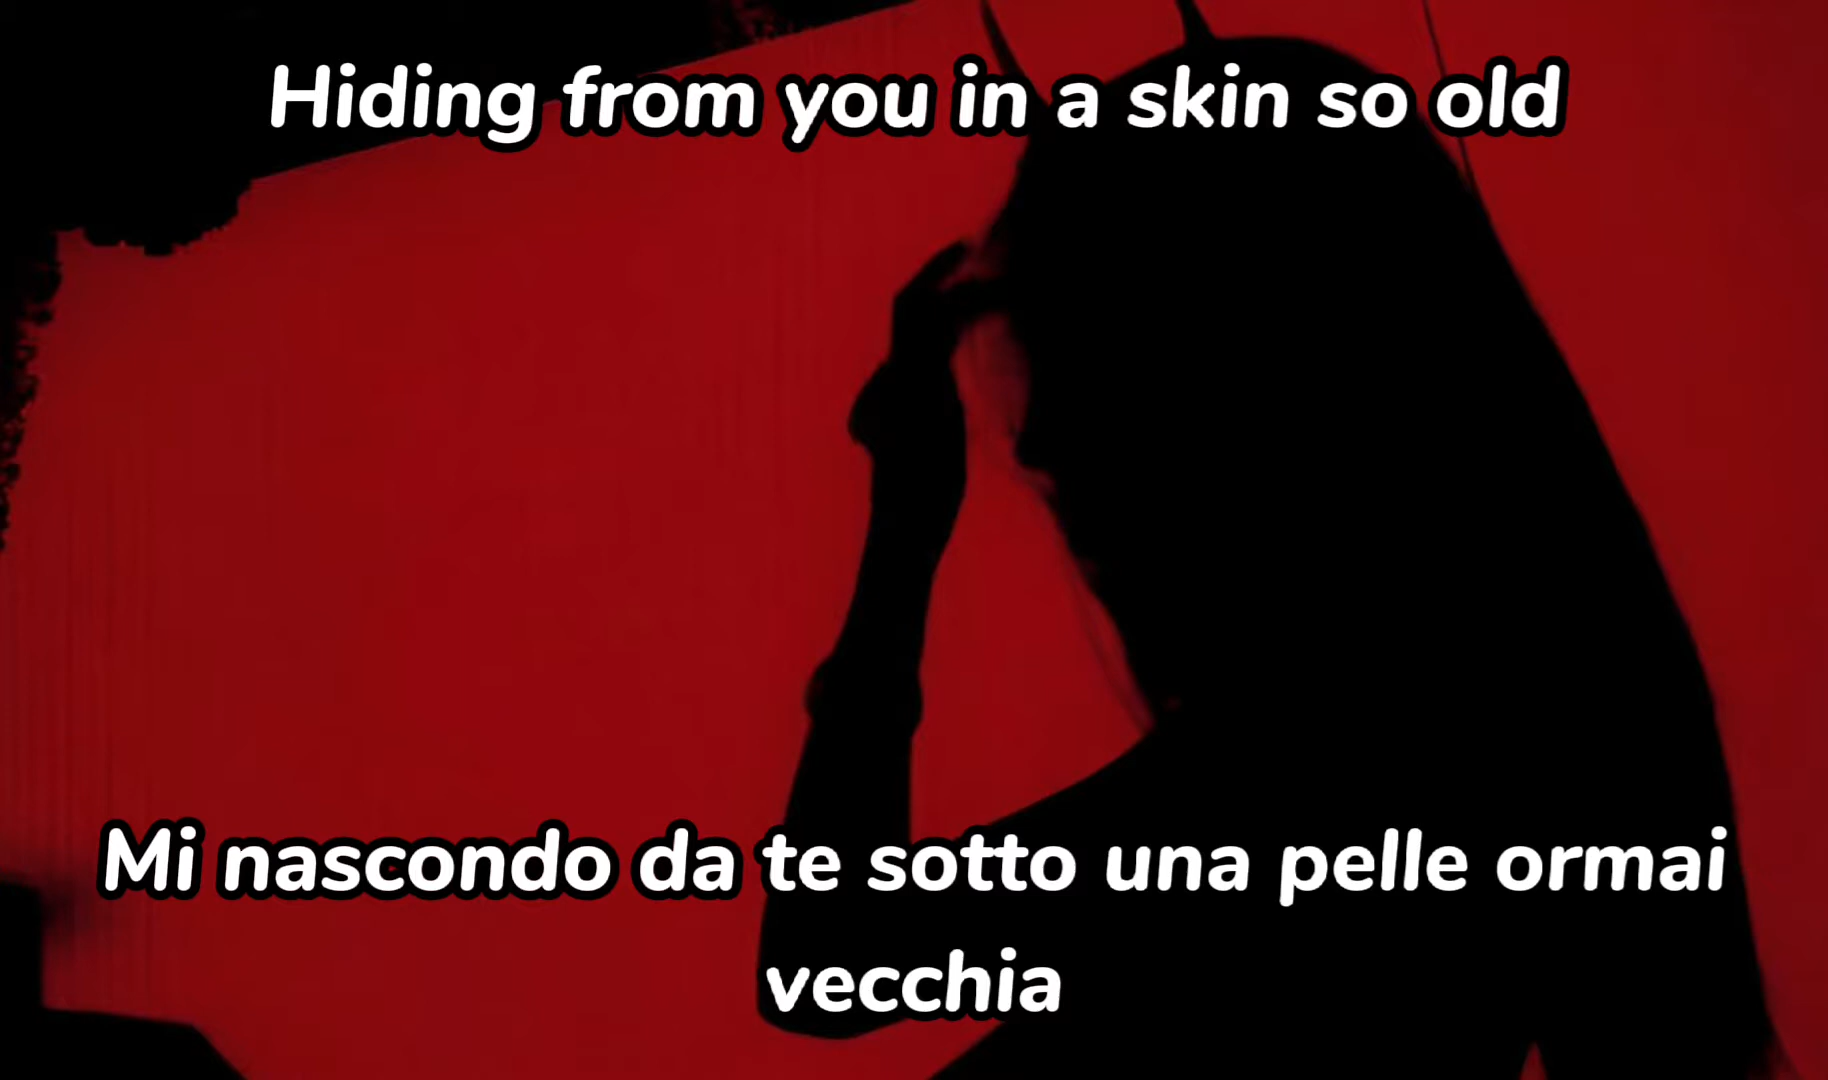 Hiding from you in a skin so old
Mi nascondo da te sotto una pelle ormai
vecchia